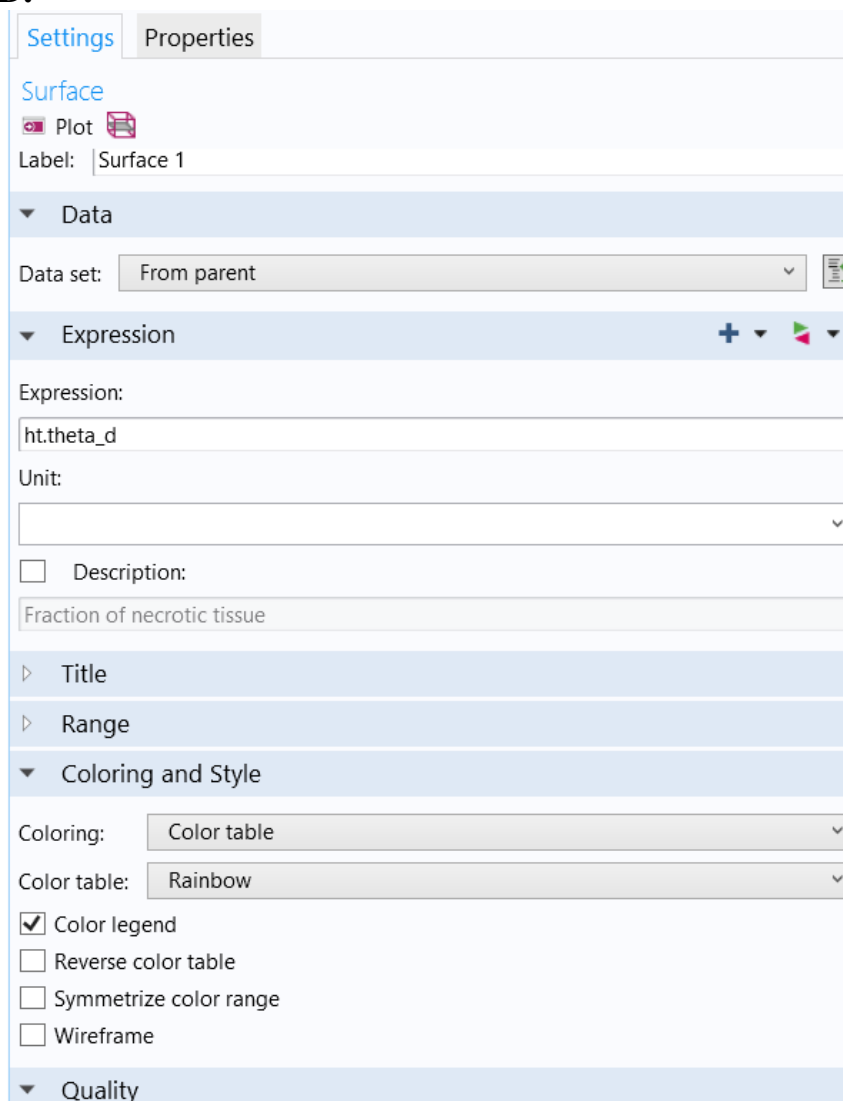 Settings Properties
Surface
Plot
Label: Surface 1
Data
Data set: From parent
Expression
Expression:
ht.theta_d
Unit:
Description:
Fraction of necrotic tissue
Title
Range
Coloring and Style
Coloring: Color table
Color table: Rainbow
Color legend
Reverse color table
Symmetrize color range
Wireframe
Quality